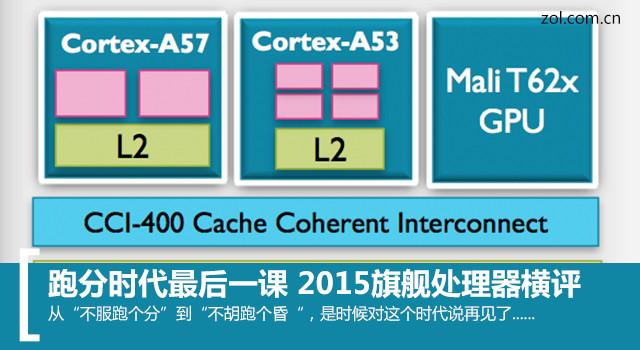 zol.com.cn
Cortex-A57
L2
Cortex-A53
L2
Mali T62x
GPU
CCI-400 Cache Coherent Interconnect
跑分时代最后一课 2015旗舰处理器横评
从“不服跑个分”到“不胡跑个昏“，是时候对这个时代说再见了......